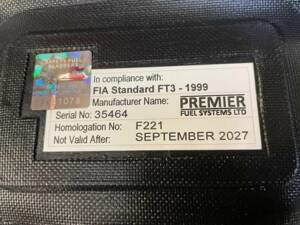 In compliance with:
FIA Standard FT3 - 1999
Manufacturer Name: PREMIER
FUEL SYSTEMS LTD
Serial No: 35464
Homologation No: F221
Not Valid After: SEPTEMBER 2027